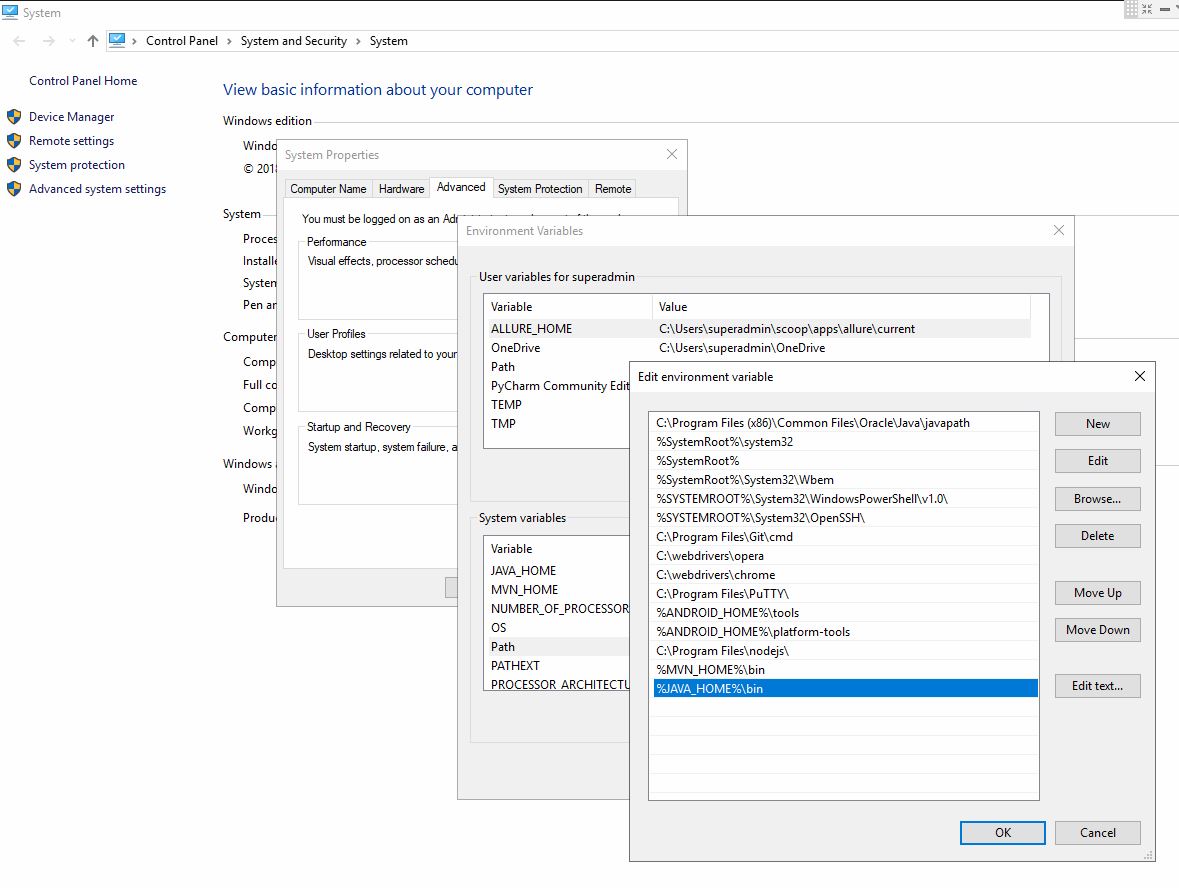 System
Control Panel > System and Security > System
Control Panel Home
Device Manager
Remote settings
System protection
Advanced system settings
View basic information about your computer
Windows edition
Windo
© 201
System
Proces
Installe
System
Pen an
Computer
Comp
Full co
Comp
Workg
Windows a
Windo
Produ
System Properties
Computer Name
Hardware
Advanced
System Protection
Remote
You must be logged on as an
Performance
Visual effects, processor schedu
User Profiles
Desktop settings related to your
Startup and Recovery
System startup, system failure, a
Environment Variables
User variables for superadmin
Variable Value
ALLURE_HOME C:\Users\superadmin\scoop\apps\allure\current
OneDrive C:\Users\superadmin\OneDrive
Path
PyCharm Community Edit
TEMP
TMP
System variables
Variable
JAVA_HOME
MVN_HOME
NUMBER_OF_PROCESSOR
OS
Path
PATHEXT
PROCESSOR_ARCHITECTU
Edit environment variable
C:\Program Files (x86)\Common Files\Oracle\Java\javapath
%SystemRoot%\system32
%SystemRoot%
%SystemRoot%\System32\Wbem
%SYSTEMROOT%\System32\WindowsPowerShell\v1.0\
%SYSTEMROOT%\System32\OpenSSH\
C:\Program Files\Git\cmd
C:\webdrivers\opera
C:\webdrivers\chrome
C:\Program Files\PuTTY\
%ANDROID_HOME%\tools
%ANDROID_HOME%\platform-tools
C:\Program Files\nodejs\
%MVN_HOME%\bin
%JAVA_HOME%\bin
New
Edit
Browse...
Delete
Move Up
Move Down
Edit text...
OK
Cancel